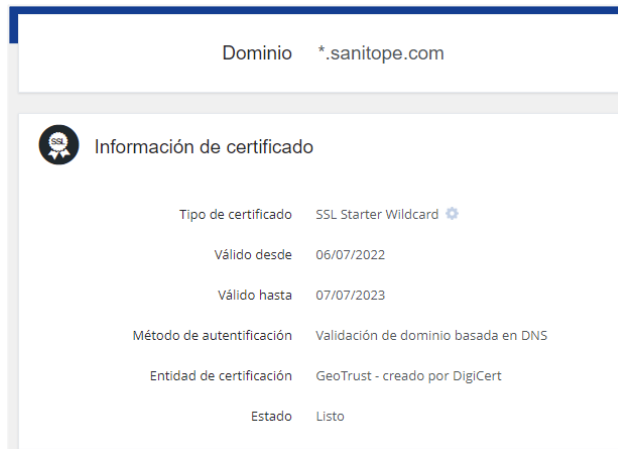 Dominio *.sanitope.com
SSL
Información de certificado
Tipo de certificado SSL Starter Wildcard
Válido desde 06/07/2022
Válido hasta 07/07/2023
Método de autentificación Validación de dominio basada en DNS
Entidad de certificación GeoTrust - creado por DigiCert
Estado Listo